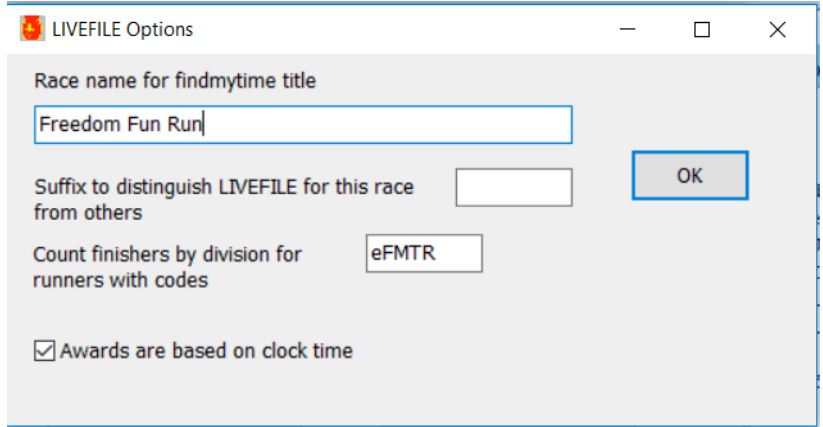 LIVEFILE Options
Race name for findmytime title
Freedom Fun Run
Suffix to distinguish LIVEFILE for this race
from others
OK
Count finishers by division for
runners with codes
eFMTR
Awards are based on clock time